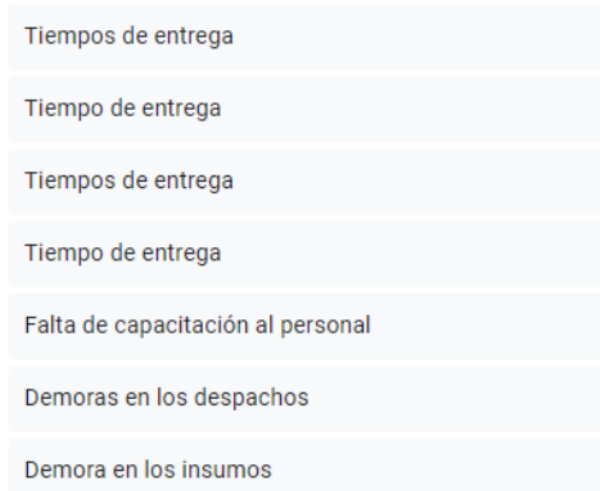 Tiempos de entrega
Tiempo de entrega
Tiempos de entrega
Tiempo de entrega
Falta de capacitación al personal
Demoras en los despachos
Demora en los insumos